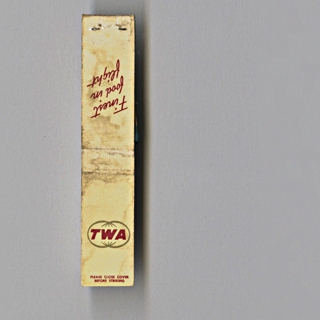 Finest
food in
flight
TWA
PLEASE CLOSE COVER
BEFORE STRIKING